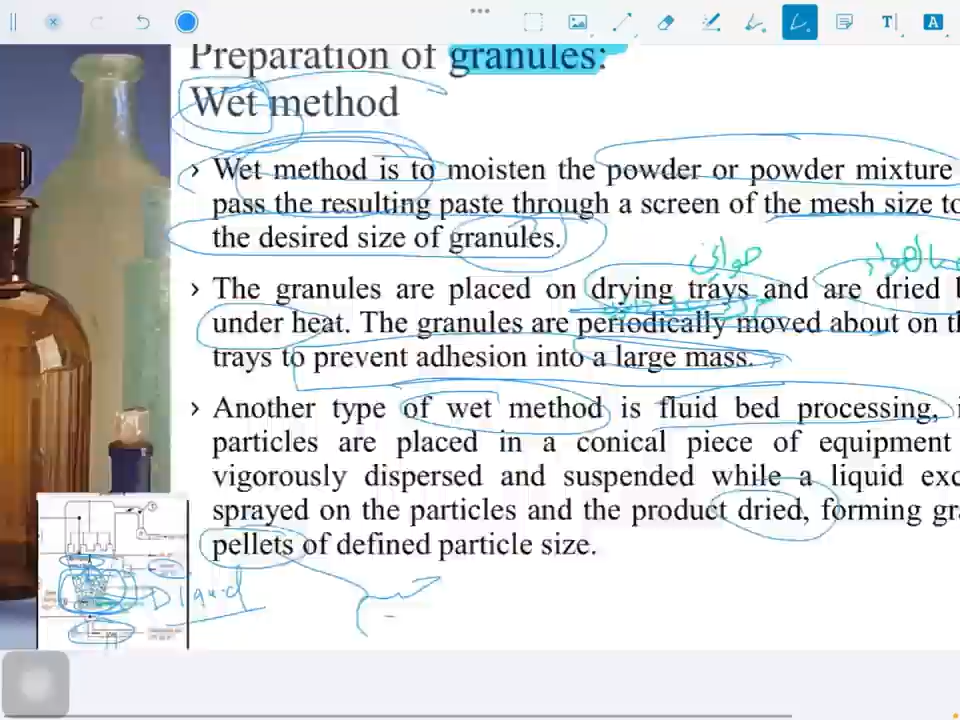 Preparation of granules:
Wet method
› Wet method is to moisten the powder or powder mixture
pass the resulting paste through a screen of the mesh size to
the desired size of granules.
› The granules are placed on drying trays and are dried
under heat. The granules are periodically moved about on
trays to prevent adhesion into a large mass.
› Another type of wet method is fluid bed processing,
particles are placed in a conical piece of equipment
vigorously dispersed and suspended while a liquid
sprayed on the particles and the product dried, forming
pellets of defined particle size.
liquid